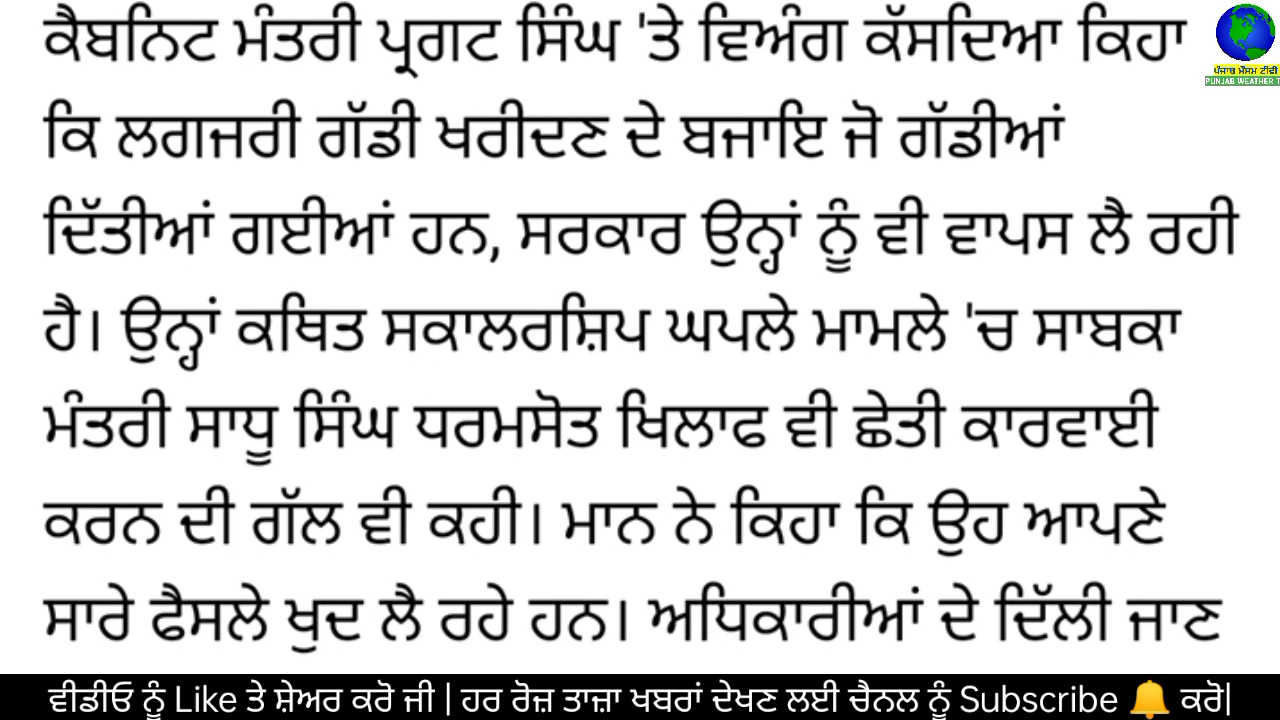 ਕੈਬਨਿਟ ਮੰਤਰੀ ਪ੍ਰਗਟ ਸਿੰਘ 'ਤੇ ਵਿਅੰਗ ਕੱਸਦਿਆ ਕਿਹਾ
ਕਿ ਲਗਜਰੀ ਗੱਡੀ ਖਰੀਦਣ ਦੇ ਬਜਾਇ ਜੋ ਗੱਡੀਆਂ
ਦਿੱਤੀਆਂ ਗਈਆਂ ਹਨ, ਸਰਕਾਰ ਉਨ੍ਹਾਂ ਨੂੰ ਵੀ ਵਾਪਸ ਲੈ ਰਹੀ
ਹੈ। ਉਨ੍ਹਾਂ ਕਥਿਤ ਸਕਾਲਰਸ਼ਿਪ ਘਪਲੇ ਮਾਮਲੇ 'ਚ ਸਾਬਕਾ
ਮੰਤਰੀ ਸਾਧੂ ਸਿੰਘ ਧਰਮਸੋਤ ਖਿਲਾਫ ਵੀ ਛੇਤੀ ਕਾਰਵਾਈ
ਕਰਨ ਦੀ ਗੱਲ ਵੀ ਕਹੀ। ਮਾਨ ਨੇ ਕਿਹਾ ਕਿ ਉਹ ਆਪਣੇ
ਸਾਰੇ ਫੈਸਲੇ ਖੁਦ ਲੈ ਰਹੇ ਹਨ। ਅਧਿਕਾਰੀਆਂ ਦੇ ਦਿੱਲੀ ਜਾਣ
ਪੰਜਾਬ ਮੌਸਮ ਟੀਵੀ
PUNJAB WEATHER T
ਵੀਡੀਓ ਨੂੰ Like ਤੇ ਸ਼ੇਅਰ ਕਰੋ ਜੀ | ਹਰ ਰੋਜ਼ ਤਾਜ਼ਾ ਖਬਰਾਂ ਦੇਖਣ ਲਈ ਚੈਨਲ ਨੂੰ Subscribe 🔔 ਕਰੋ|